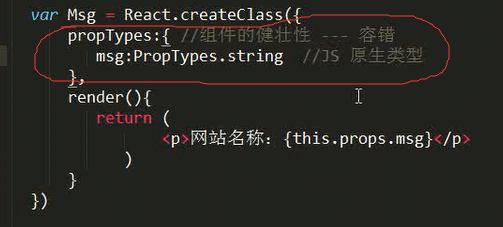 var Msg = React.createClass({
propTypes:{ //组件的健壮性 --- 容错
msg:PropTypes.string //JS 原生类型
},
render(){
return (
<p>网站名称: {this.props.msg}</p>
)
}
})